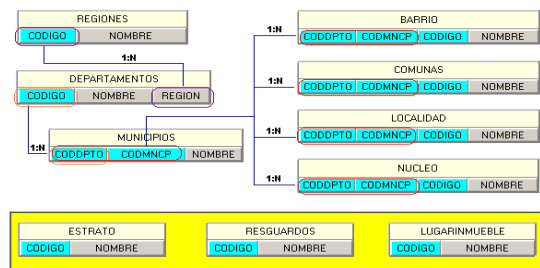 REGIONES
CODIGO NOMBRE
1:N
DEPARTAMENTOS
CODIGO NOMBRE REGION
1:N
MUNICIPIOS
CODDPTO CODMNCP NOMBRE
1:N
BARRIO
CODDPTO CODMNCP CODIGO NOMBRE
1:N
COMUNAS
CODDPTO CODMNCP CODIGO NOMBRE
1:N
LOCALIDAD
CODDPTO CODMNCP CODIGO NOMBRE
1:N
NUCLEO
CODDPTO CODMNCP CODIGO NOMBRE
ESTRATO
CODIGO NOMBRE
RESGUARDOS
CODIGO NOMBRE
LUGARINMUEBLE
CODIGO NOMBRE